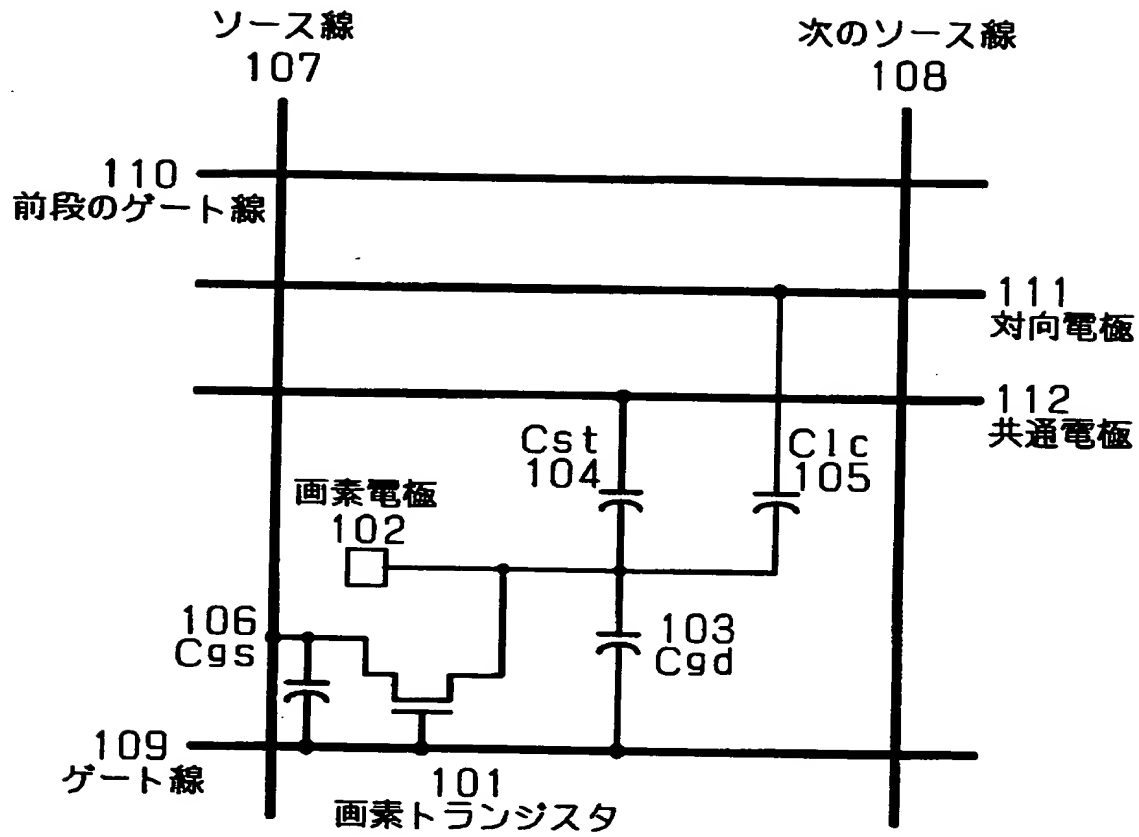 ソース線
107
次のソース線
108
110
前段のゲート線
111
対向電極
112
共通電極
Cst
104
Clc
105
画素電極
102
106
Cgs
103
Cgd
109
ゲート線
101
画素トランジスタ